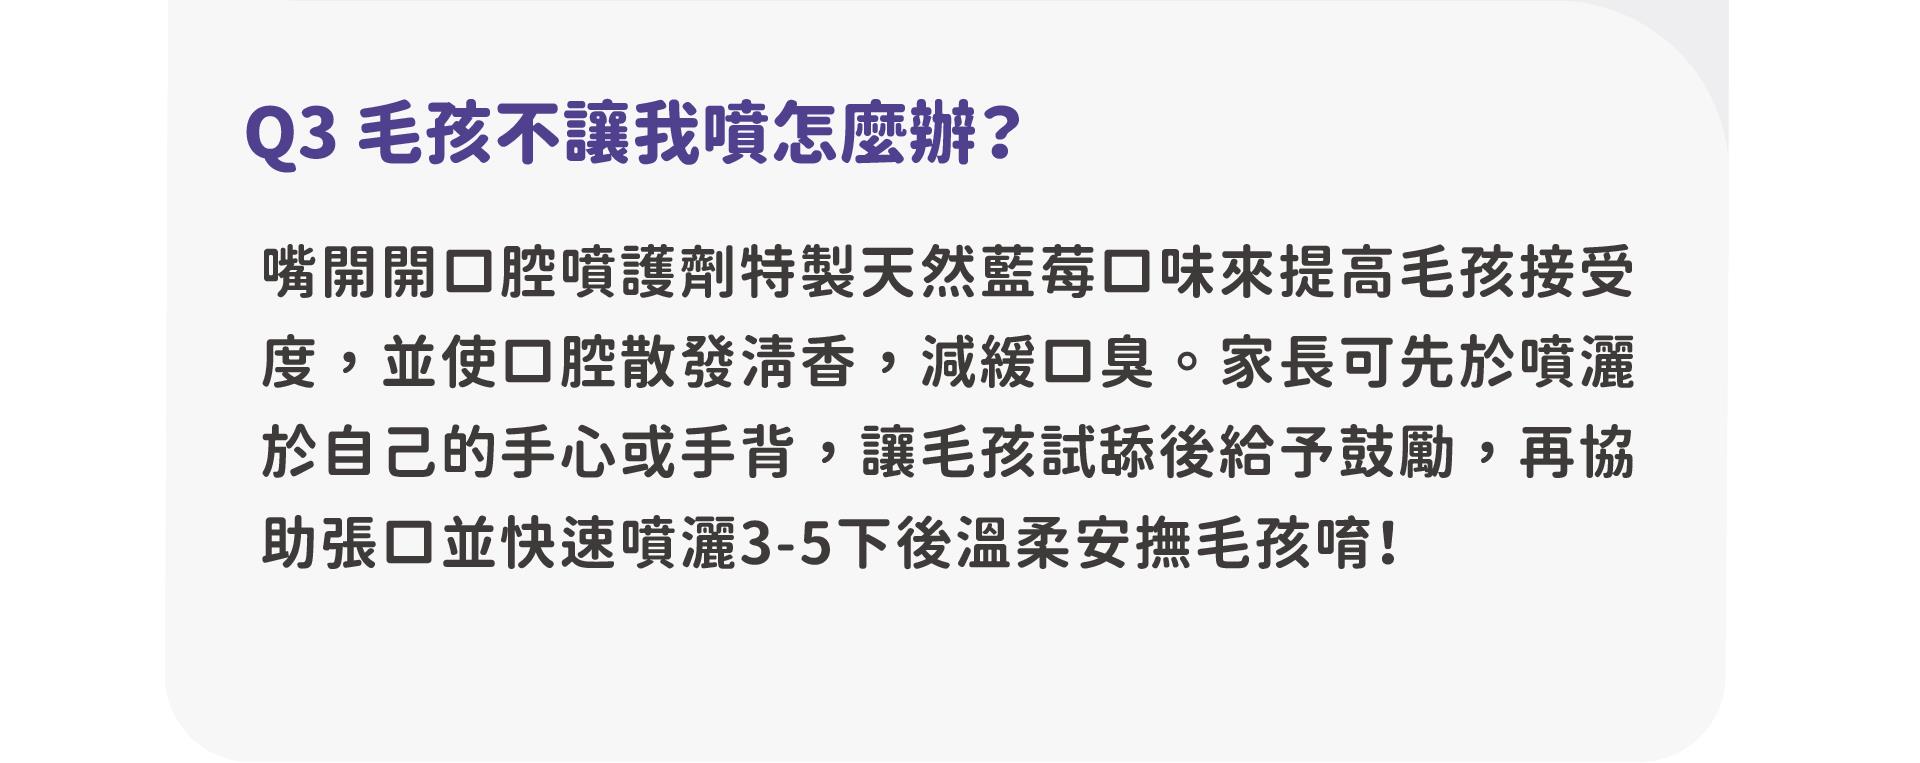 Q3 毛孩不讓我噴怎麼辦?
嘴開開口腔噴護劑特製天然藍莓口味來提高毛孩接受
度，並使口腔散發清香，減緩口臭。家長可先於噴灑
於自己的手心或手背，讓毛孩試舔後給予鼓勵，再協
助張口並快速噴灑3-5下後溫柔安撫毛孩唷!